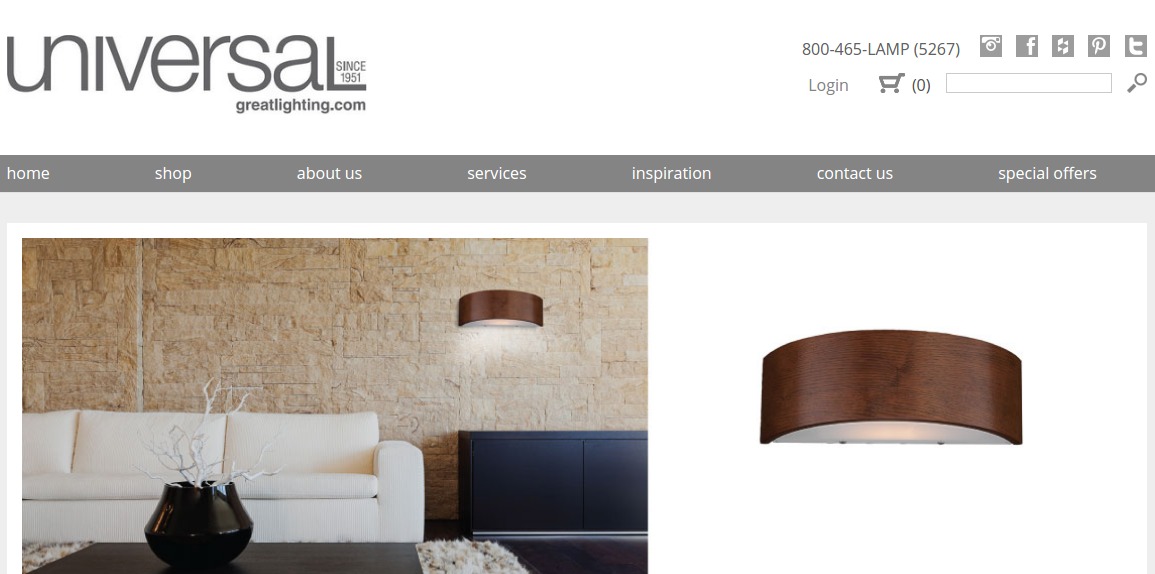 universal
SINCE
1951
greatlighting.com
800-465-LAMP (5267)
Login (0)
home shop about us services inspiration contact us special offers